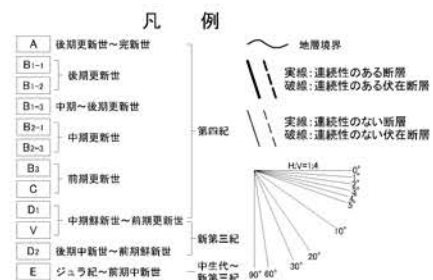 凡例
A 後期更新世～完新世
B1-1
B1-2
後期更新世
B1-3 中期～後期更新世
B2-1
B2-3
中期更新世
B3
C
前期更新世
D1
V
中期鮮新世～前期更新世
D2 後期中新世～前期鮮新世
E ジュラ紀～前期中新世
第四紀
新第三紀
中生代～
新第三紀
地層境界
実線:連続性のある断層
破線:連続性のある伏在断層
実線:連続性のない断層
破線:連続性のない伏在断層
H:V=1:4
0°
1°
2°
3°
4°
5°
10°
20°
30°
60°
90°